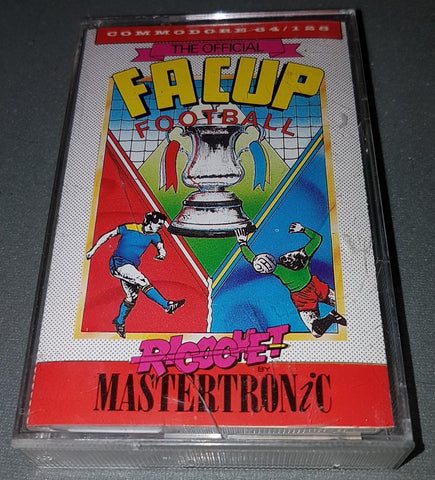 COMMODORE 64/128
THE OFFICIAL
FA CUP
FOOTBALL
RICOCHET
BY
MASTERTRONiC